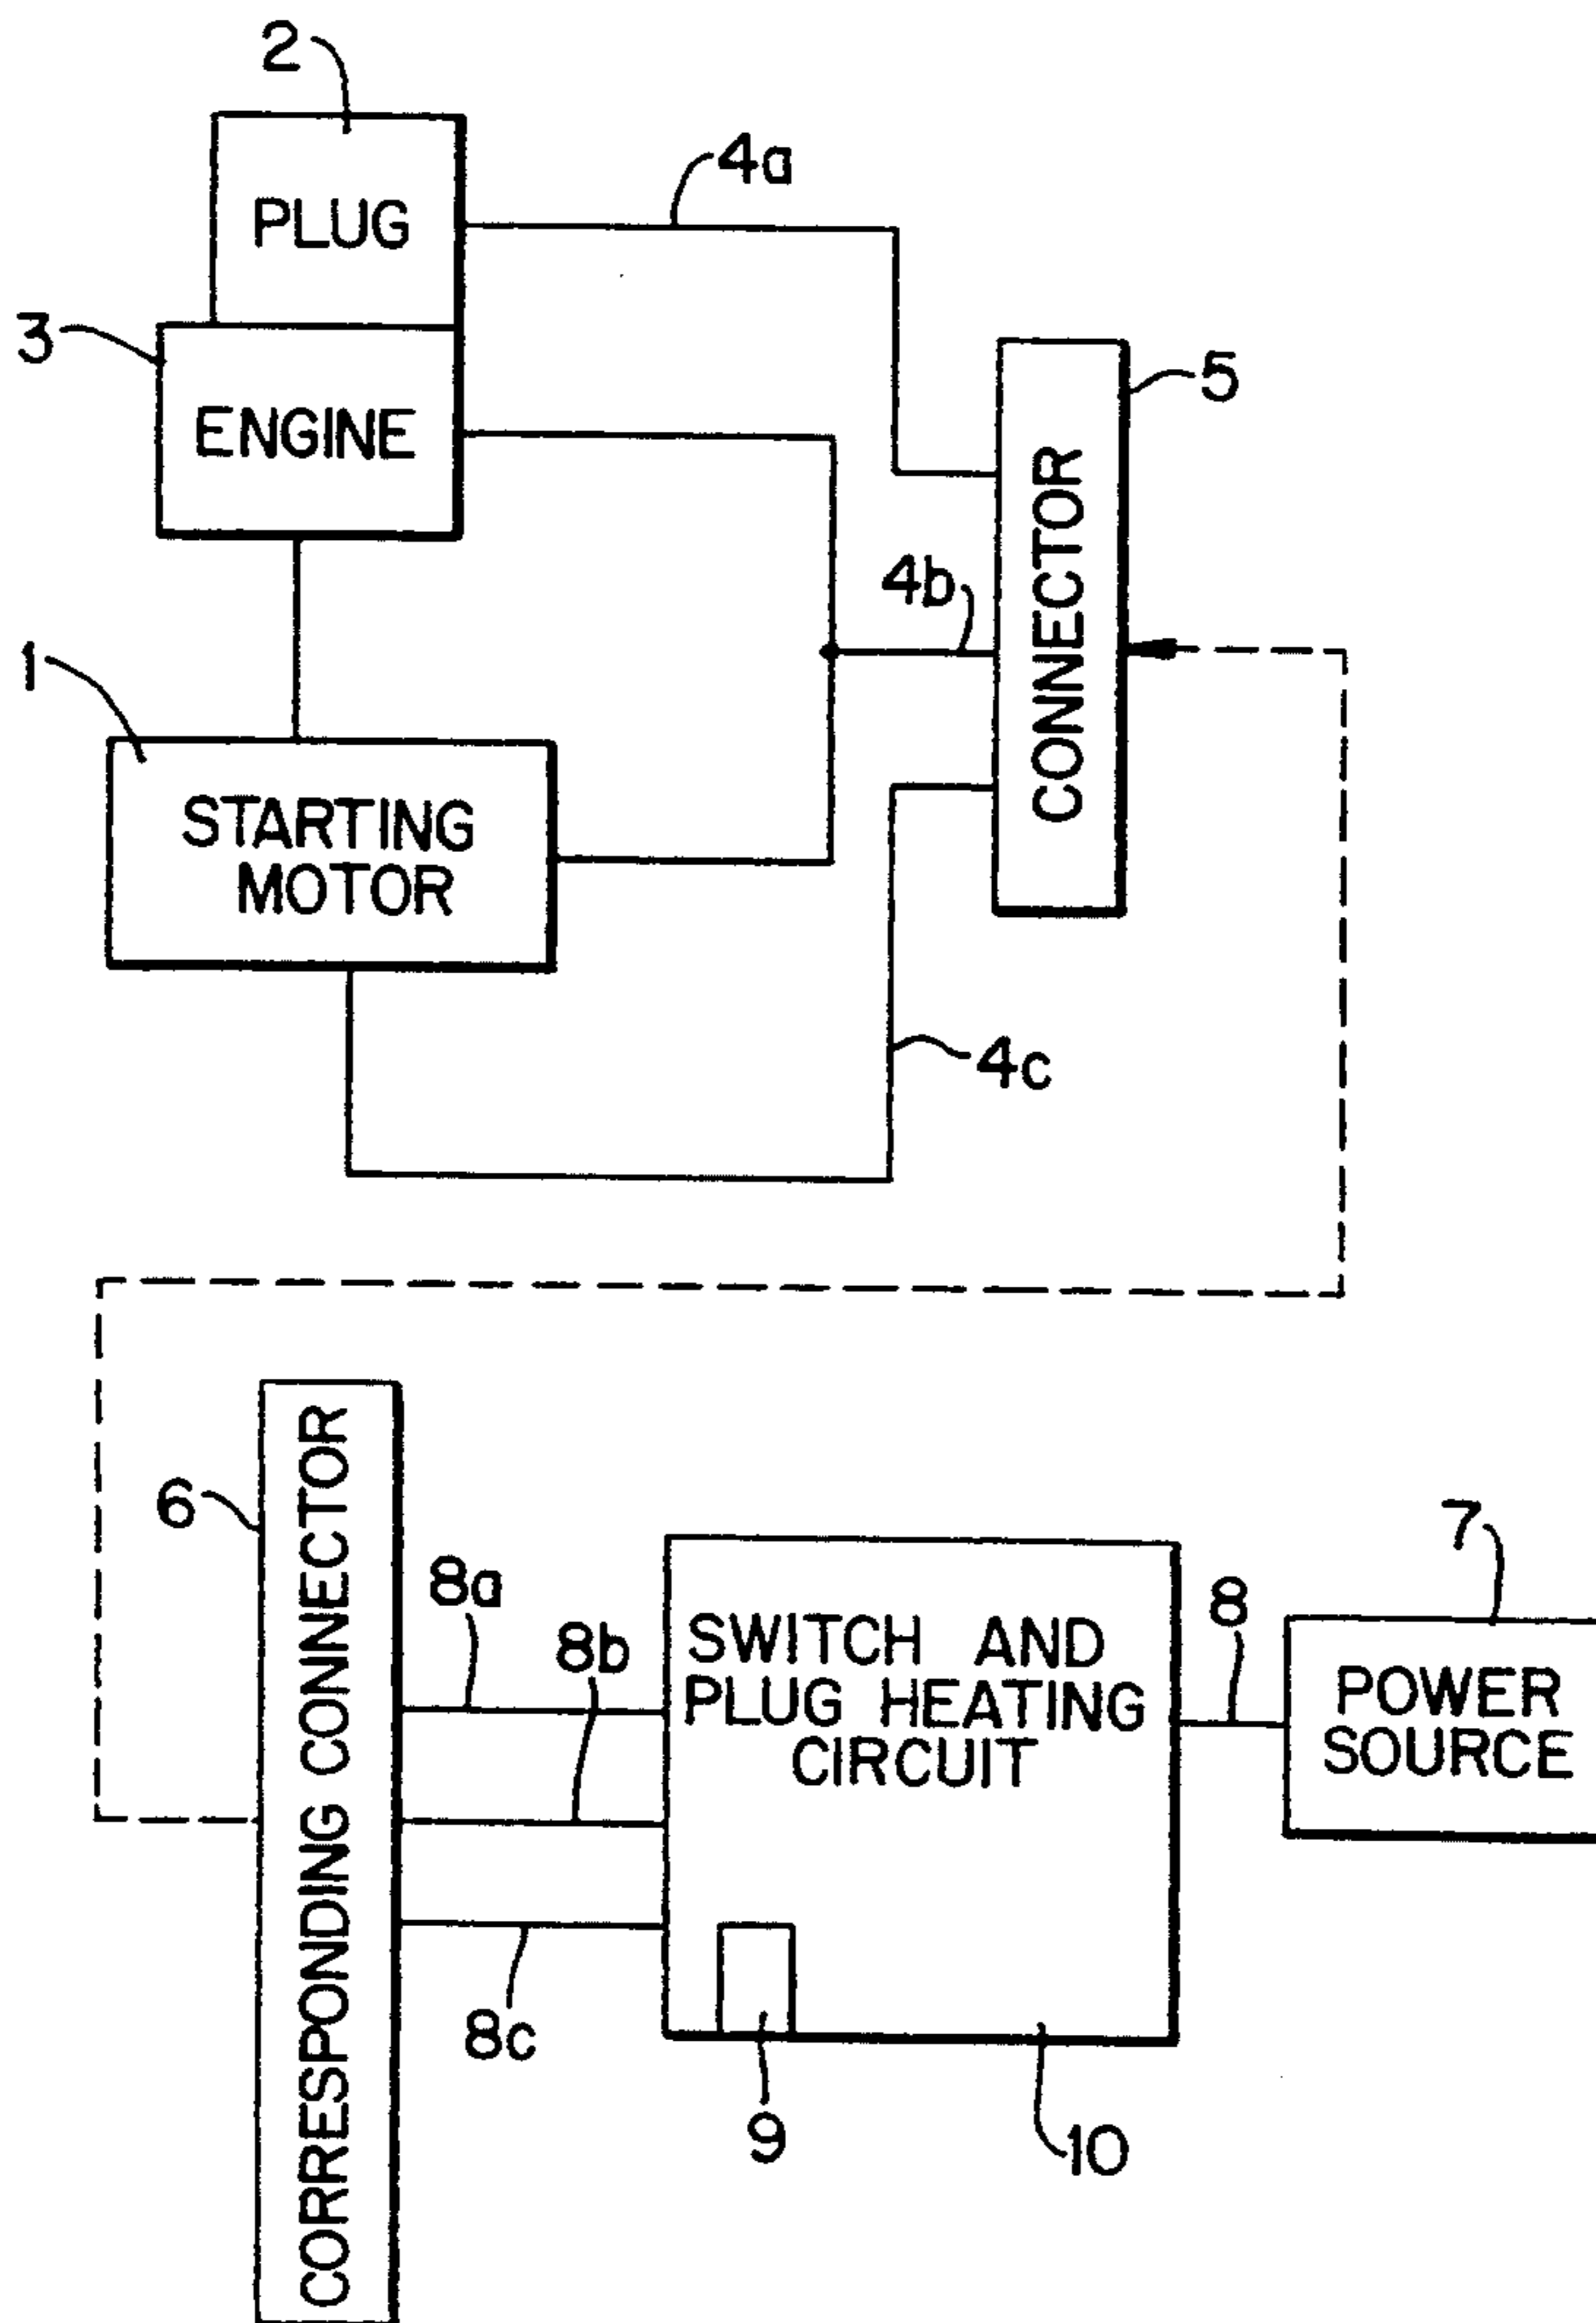 2
PLUG
4a
3
ENGINE
5
CONNECTOR
4b
1
STARTING
MOTOR
4c
6
CORRESPONDING CONNECTOR
8a
8b
8c
SWITCH AND
PLUG HEATING
CIRCUIT
8
7
POWER
SOURCE
9
10